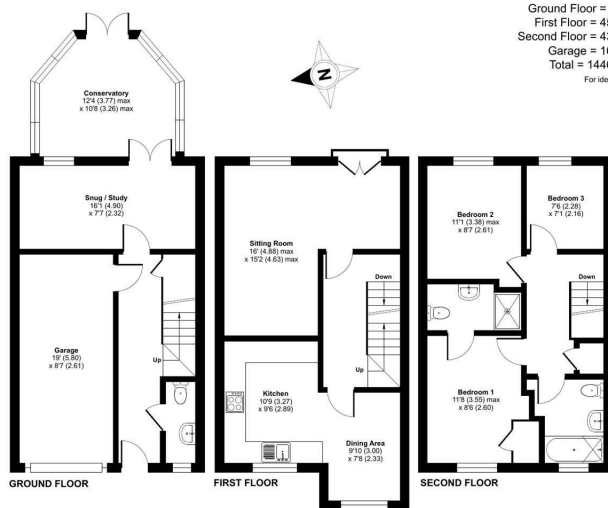 Ground Floor =
First Floor =
Second Floor =
Garage =
Total =
For
N
Conservatory
12'4 (3.77) max
x 10'8 (3.26) max
Snug / Study
16'1 (4.90)
x 7'7 (2.32)
Garage
19' (5.80)
x 8'7 (2.61)
Up
GROUND FLOOR
Sitting Room
16' (4.88) max
x 15'2 (4.63) max
Down
Up
Kitchen
10'9 (3.27)
x 9'6 (2.89)
Dining Area
9'10 (3.00)
x 7'8 (2.33)
FIRST FLOOR
Bedroom 2
11'1 (3.38) max
x 8'7 (2.61)
Bedroom 3
7'6 (2.28)
x 7'1 (2.16)
Down
Bedroom 1
11'8 (3.55) max
x 8'6 (2.60)
SECOND FLOOR